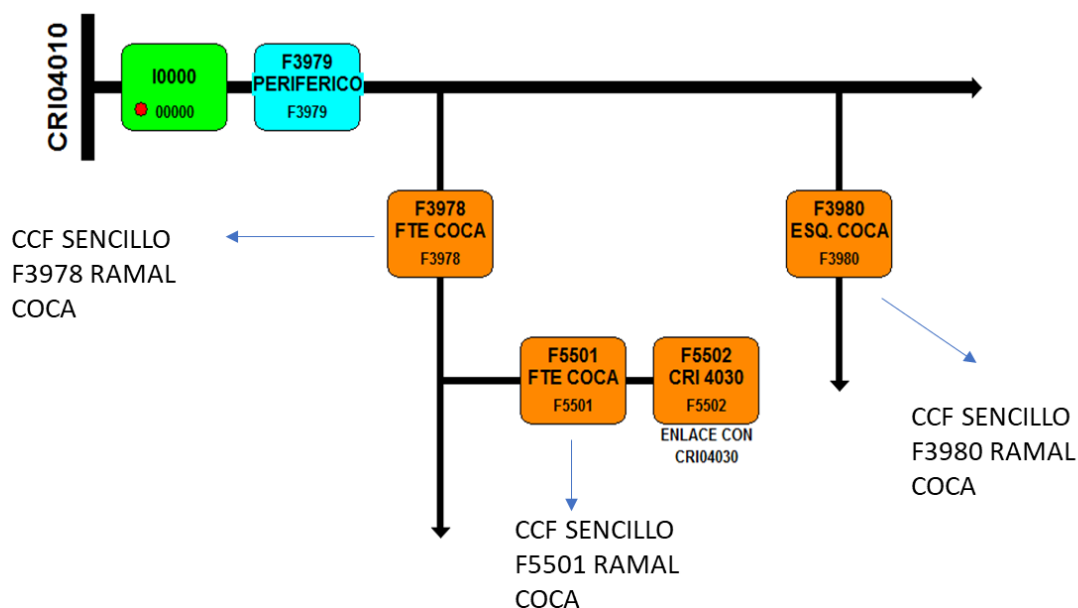 CRI04010
I0000
00000
F3979
PERIFERICO
F3979
F3978
FTE COCA
F3978
F3980
ESQ. COCA
F3980
CCF SENCILLO
F3978 RAMAL
COCA
F5501
FTE COCA
F5501
F5502
CRI 4030
F5502
ENLACE CON
CRI04030
CCF SENCILLO
F3980 RAMAL
COCA
CCF SENCILLO
F5501 RAMAL
COCA